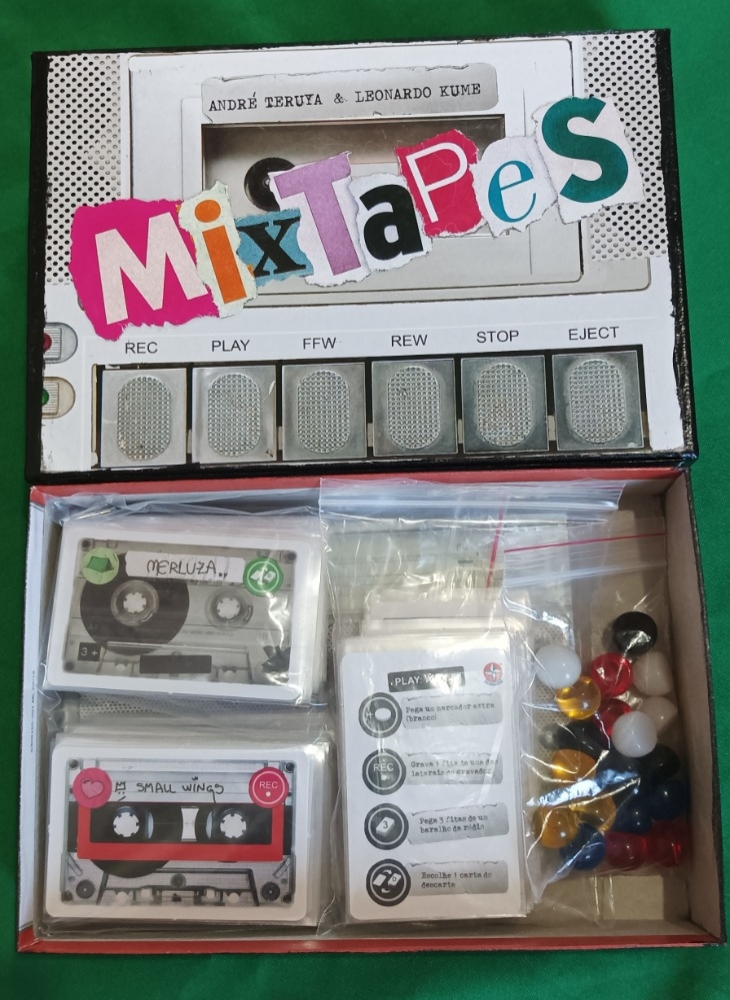 ANDRÉ TERUYA & LEONARDO KUME
MixTaPeS
REC PLAY FFW REW STOP EJECT
MERLUZA..
3+
SMALL WINGS
REC
PLAY:
Pega um marcador extra
(branco)
REC
Grave 1 fita de uma das
laterais do gravador
3
Pega 3 fitas de um
baralho de rádio
Escolhe 1 carta do
descarte